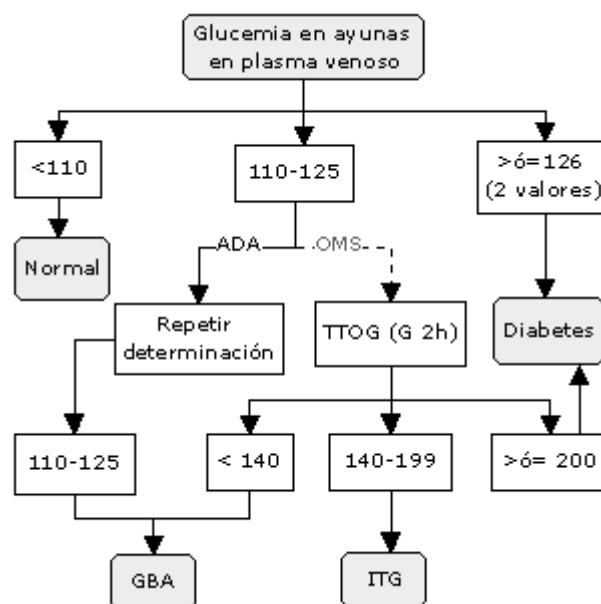 Glucemia en ayunas
en plasma venoso
<110
110-125
>ó=126
(2 valores)
ADA
OMS
Normal
Repetir
determinación
TTOG (G 2h)
Diabetes
110-125
< 140
140-199
>ó= 200
GBA
ITG